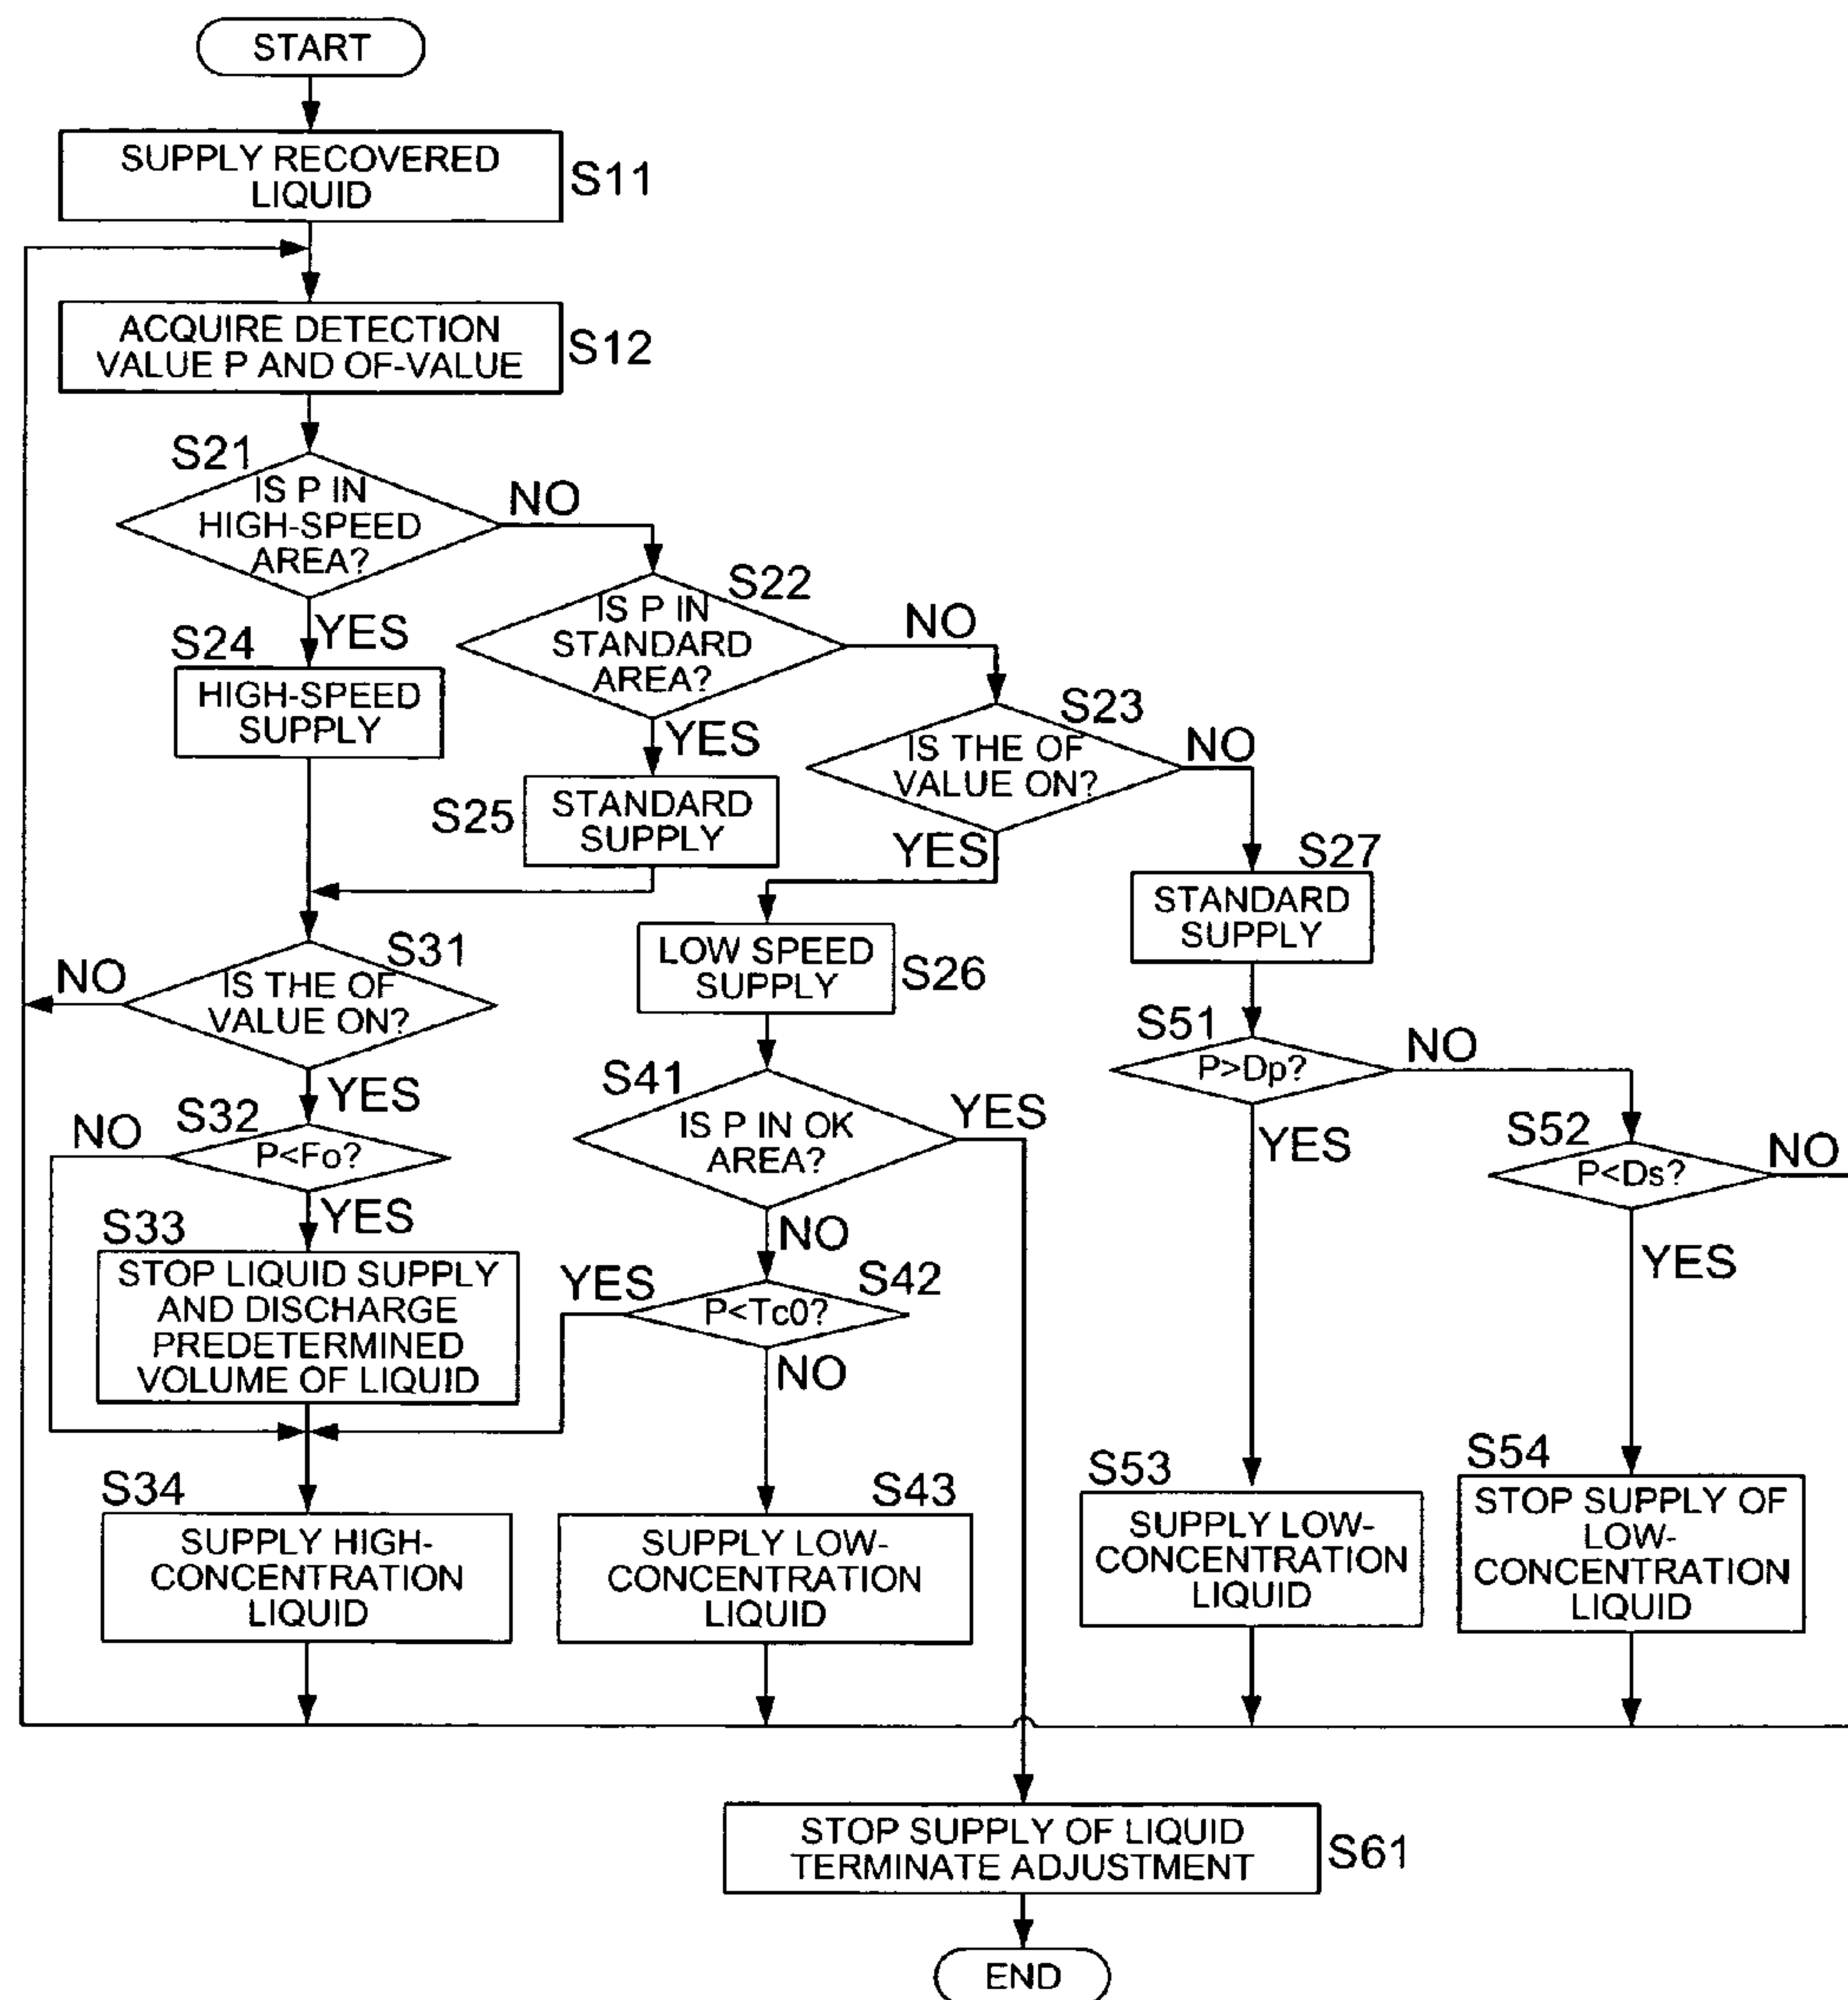 START
SUPPLY RECOVERED
LIQUID
S11
ACQUIRE DETECTION
VALUE P AND OF-VALUE
S12
S21
IS P IN
HIGH-SPEED
AREA?
NO
YES
S22
IS P IN
STANDARD
AREA?
NO
YES
S24
HIGH-SPEED
SUPPLY
S23
IS THE OF
VALUE ON?
NO
YES
S25
STANDARD
SUPPLY
S27
STANDARD
SUPPLY
S26
LOW SPEED
SUPPLY
S31
IS THE OF
VALUE ON?
NO
YES
S51
P>Dp?
NO
YES
S41
IS P IN OK
AREA?
YES
NO
S32
P<Fo?
NO
YES
S52
P<Ds?
NO
YES
S33
STOP LIQUID SUPPLY
AND DISCHARGE
PREDETERMINED
VOLUME OF LIQUID
S42
P<Tc0?
YES
NO
S34
SUPPLY HIGH-
CONCENTRATION
LIQUID
S43
SUPPLY LOW-
CONCENTRATION
LIQUID
S53
SUPPLY LOW-
CONCENTRATION
LIQUID
S54
STOP SUPPLY OF
LOW-
CONCENTRATION
LIQUID
STOP SUPPLY OF LIQUID
TERMINATE ADJUSTMENT
S61
END